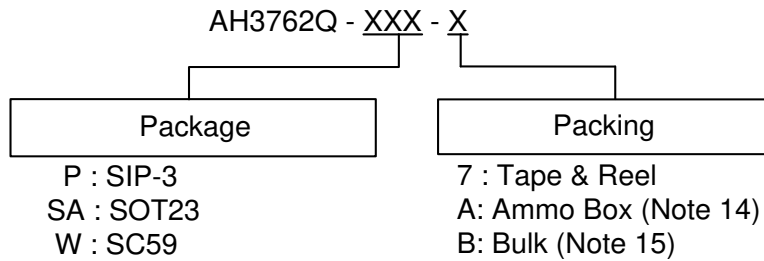 AH3762Q - XXX - X
Package
P : SIP-3
SA : SOT23
W : SC59
Packing
7 : Tape & Reel
A: Ammo Box (Note 14)
B: Bulk (Note 15)